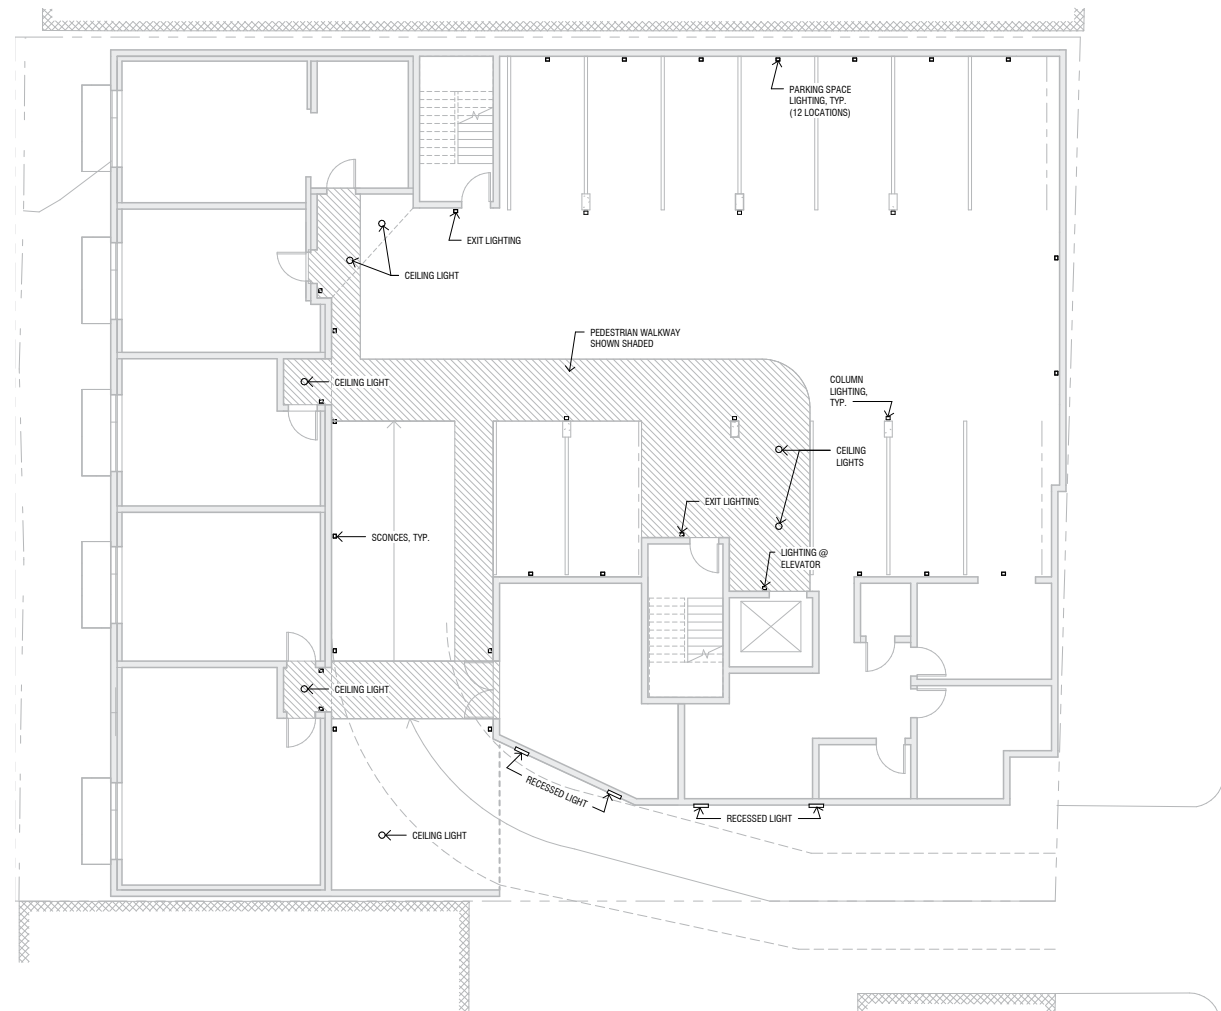 PARKING SPACE
LIGHTING, TYP.
(12 LOCATIONS)
EXIT LIGHTING
CEILING LIGHT
PEDESTRIAN WALKWAY
SHOWN SHADED
CEILING LIGHT
COLUMN
LIGHTING,
TYP.
CEILING
LIGHTS
EXIT LIGHTING
SCONCES, TYP.
LIGHTING @
ELEVATOR
CEILING LIGHT
RECESSED LIGHT
RECESSED LIGHT
CEILING LIGHT